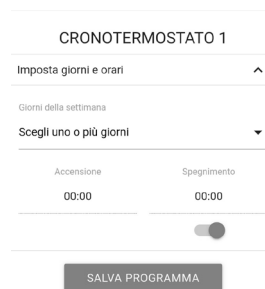 CRONOTERMOSTATO 1
Imposta giorni e orari
Giorni della settimana
Scegli uno o più giorni
Accensione Spegnimento
00:00 00:00
SALVA PROGRAMMA